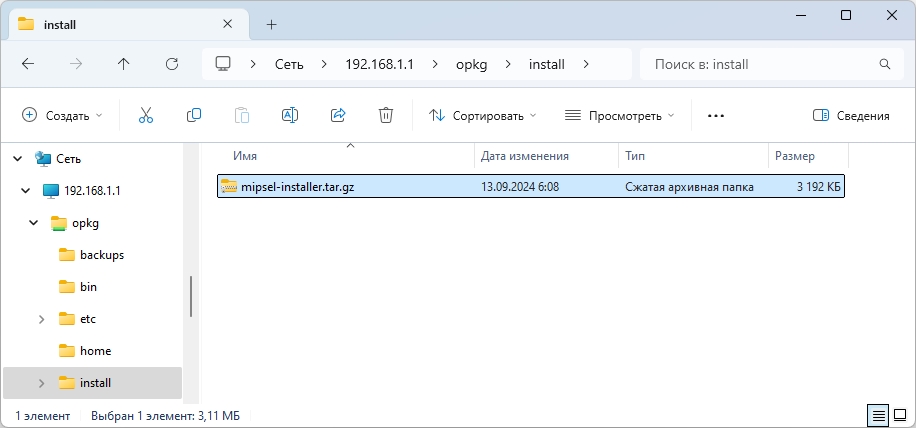 install
Сеть 192.168.1.1 opkg install
Поиск в: install
Создать
Сортировать
Просмотреть
Сведения
Имя Дата изменения Тип Размер
mipsel-installer.tar.gz 13.09.2024 6:08 Сжатая архивная папка 3 192 КБ
Сеть
192.168.1.1
opkg
backups
bin
etc
home
install
1 элемент Выбран 1 элемент: 3,11 МБ